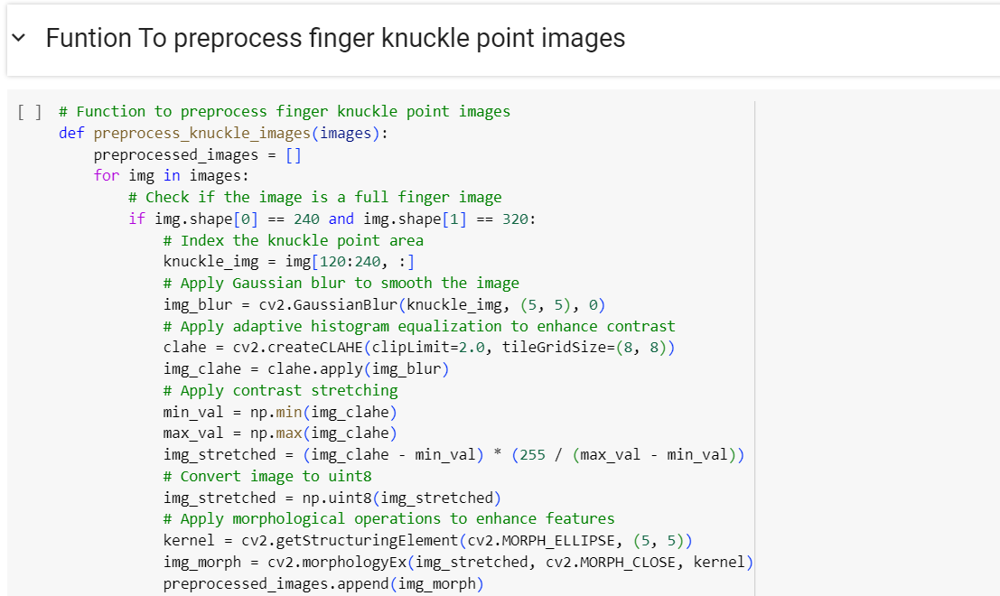 Funtion To preprocess finger knuckle point images
[ ] # Function to preprocess finger knuckle point images
def preprocess_knuckle_images(images):
    preprocessed_images = []
    for img in images:
        # Check if the image is a full finger image
        if img.shape[0] == 240 and img.shape[1] == 320:
            # Index the knuckle point area
            knuckle_img = img[120:240, :]
            # Apply Gaussian blur to smooth the image
            img_blur = cv2.GaussianBlur(knuckle_img, (5, 5), 0)
            # Apply adaptive histogram equalization to enhance contrast
            clahe = cv2.createCLAHE(clipLimit=2.0, tileGridSize=(8, 8))
            img_clahe = clahe.apply(img_blur)
            # Apply contrast stretching
            min_val = np.min(img_clahe)
            max_val = np.max(img_clahe)
            img_stretched = (img_clahe - min_val) * (255 / (max_val - min_val))
            # Convert image to uint8
            img_stretched = np.uint8(img_stretched)
            # Apply morphological operations to enhance features
            kernel = cv2.getStructuringElement(cv2.MORPH_ELLIPSE, (5, 5))
            img_morph = cv2.morphologyEx(img_stretched, cv2.MORPH_CLOSE, kernel)
            preprocessed_images.append(img_morph)